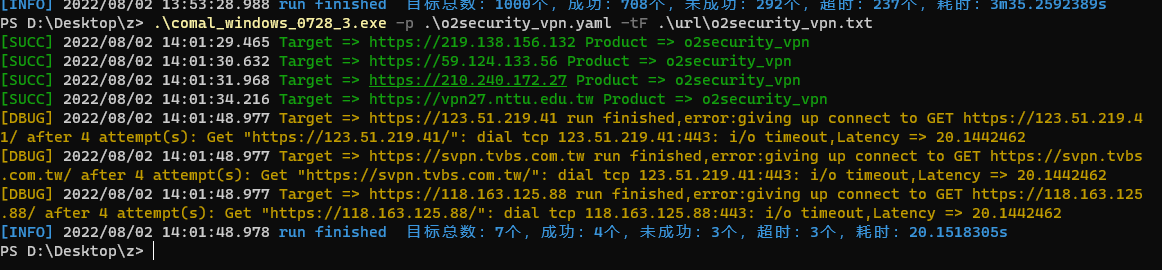 [INFO] 2022/08/02 13:53:28.988 run finished  目标总数：1000个，成功：708个，未成功：292个，超时：237个，耗时：3m35.2592389s
PS D:\Desktop\z> .\comal_windows_0728_3.exe -p .\o2security_vpn.yaml -tF .\url\o2security_vpn.txt
[SUCC] 2022/08/02 14:01:29.465 Target => https://219.138.156.132 Product => o2security_vpn
[SUCC] 2022/08/02 14:01:30.632 Target => https://59.124.133.56 Product => o2security_vpn
[SUCC] 2022/08/02 14:01:31.968 Target => https://210.240.172.27 Product => o2security_vpn
[SUCC] 2022/08/02 14:01:34.216 Target => https://vpn27.nttu.edu.tw Product => o2security_vpn
[DBUG] 2022/08/02 14:01:48.977 Target => https://123.51.219.41 run finished,error:giving up connect to GET https://123.51.219.4
1/ after 4 attempt(s): Get "https://123.51.219.41/": dial tcp 123.51.219.41:443: i/o timeout,Latency => 20.1442462
[DBUG] 2022/08/02 14:01:48.977 Target => https://svpn.tvbs.com.tw run finished,error:giving up connect to GET https://svpn.tvbs
.com.tw/ after 4 attempt(s): Get "https://svpn.tvbs.com.tw/": dial tcp 123.51.219.41:443: i/o timeout,Latency => 20.1442462
[DBUG] 2022/08/02 14:01:48.977 Target => https://118.163.125.88 run finished,error:giving up connect to GET https://118.163.125
.88/ after 4 attempt(s): Get "https://118.163.125.88/": dial tcp 118.163.125.88:443: i/o timeout,Latency => 20.1442462
[INFO] 2022/08/02 14:01:48.978 run finished  目标总数：7个，成功：4个，未成功：3个，超时：3个，耗时：20.1518305s
PS D:\Desktop\z>